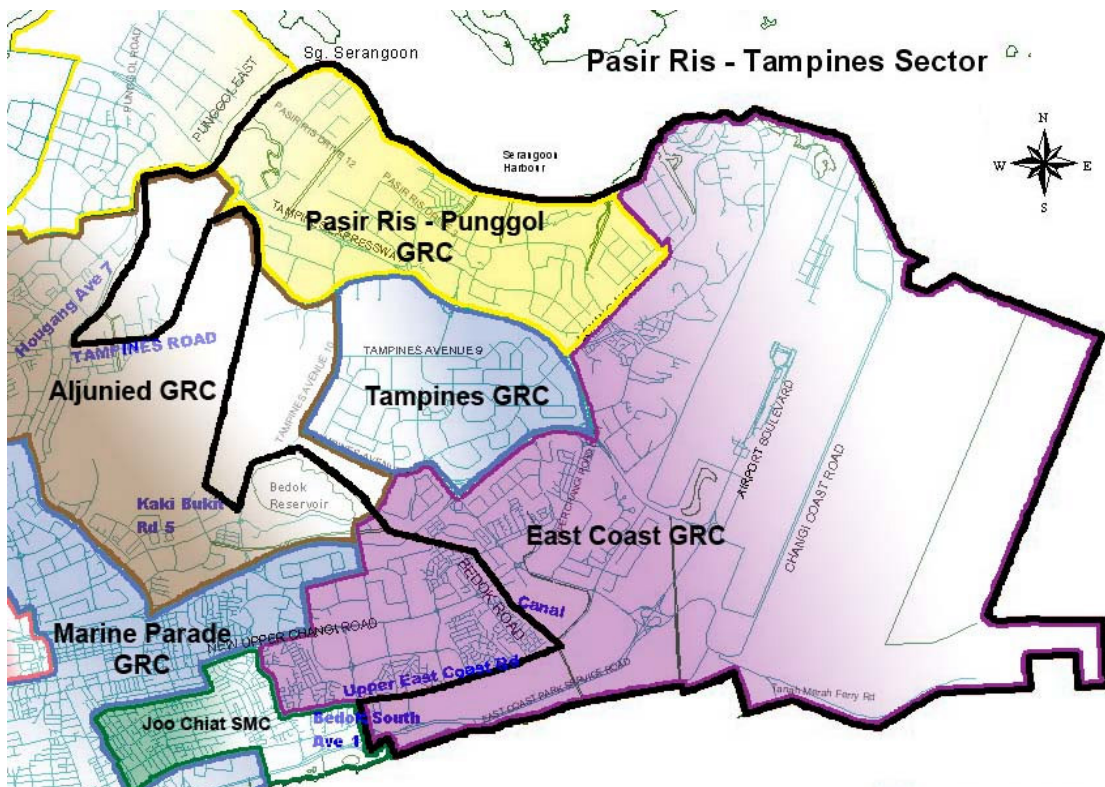 Sg. Serangoon
Pasir Ris - Tampines Sector
PUNGGOL ROAD
PUNGGOL EAST
N
W
E
S
PASIR RIS DRIVE 12
Serangoon
Harbour
Pasir Ris - Punggol
GRC
Hougang Ave 7
TAMPINES ROAD
TAMPINES AVENUE 10
TAMPINES AVENUE 9
Aljunied GRC
Tampines GRC
AIRPORT BOULEVARD
CHANGI COAST ROAD
Kaki Bukit
Rd 5
Bedok
Reservoir
East Coast GRC
BEDOK ROAD
Canal
Marine Parade
GRC
NEW UPPER CHANGI ROAD
Upper East Coast Rd
EAST COAST PARK SERVICE ROAD
Tanah Merah Ferry Rd
Joo Chiat SMC
Bedok South
Ave 1